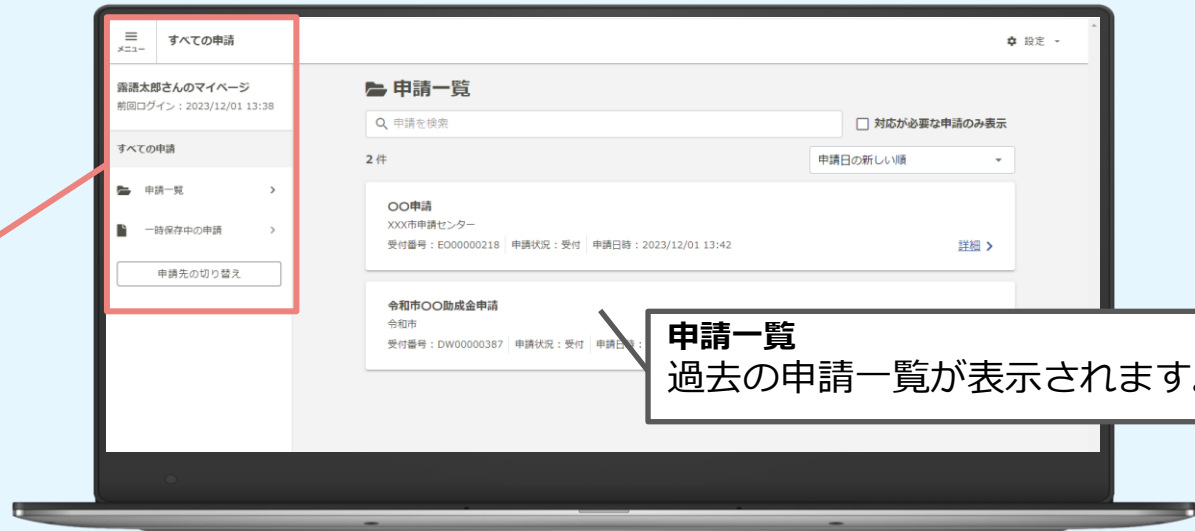 メニュー
すべての申請
設定
露語太郎さんのマイページ
前回ログイン：2023/12/01 13:38
すべての申請
申請一覧
一時保存中の申請
申請先の切り替え
申請一覧
申請を検索
対応が必要な申請のみ表示
2 件
申請日の新しい順
〇〇申請
XXX市申請センター
受付番号：EO00000218 申請状況：受付 申請日時：2023/12/01 13:42
詳細
令和市〇〇助成金申請
令和市
受付番号：DW00000387 申請状況：受付 申請日時：
申請一覧
過去の申請一覧が表示されます。